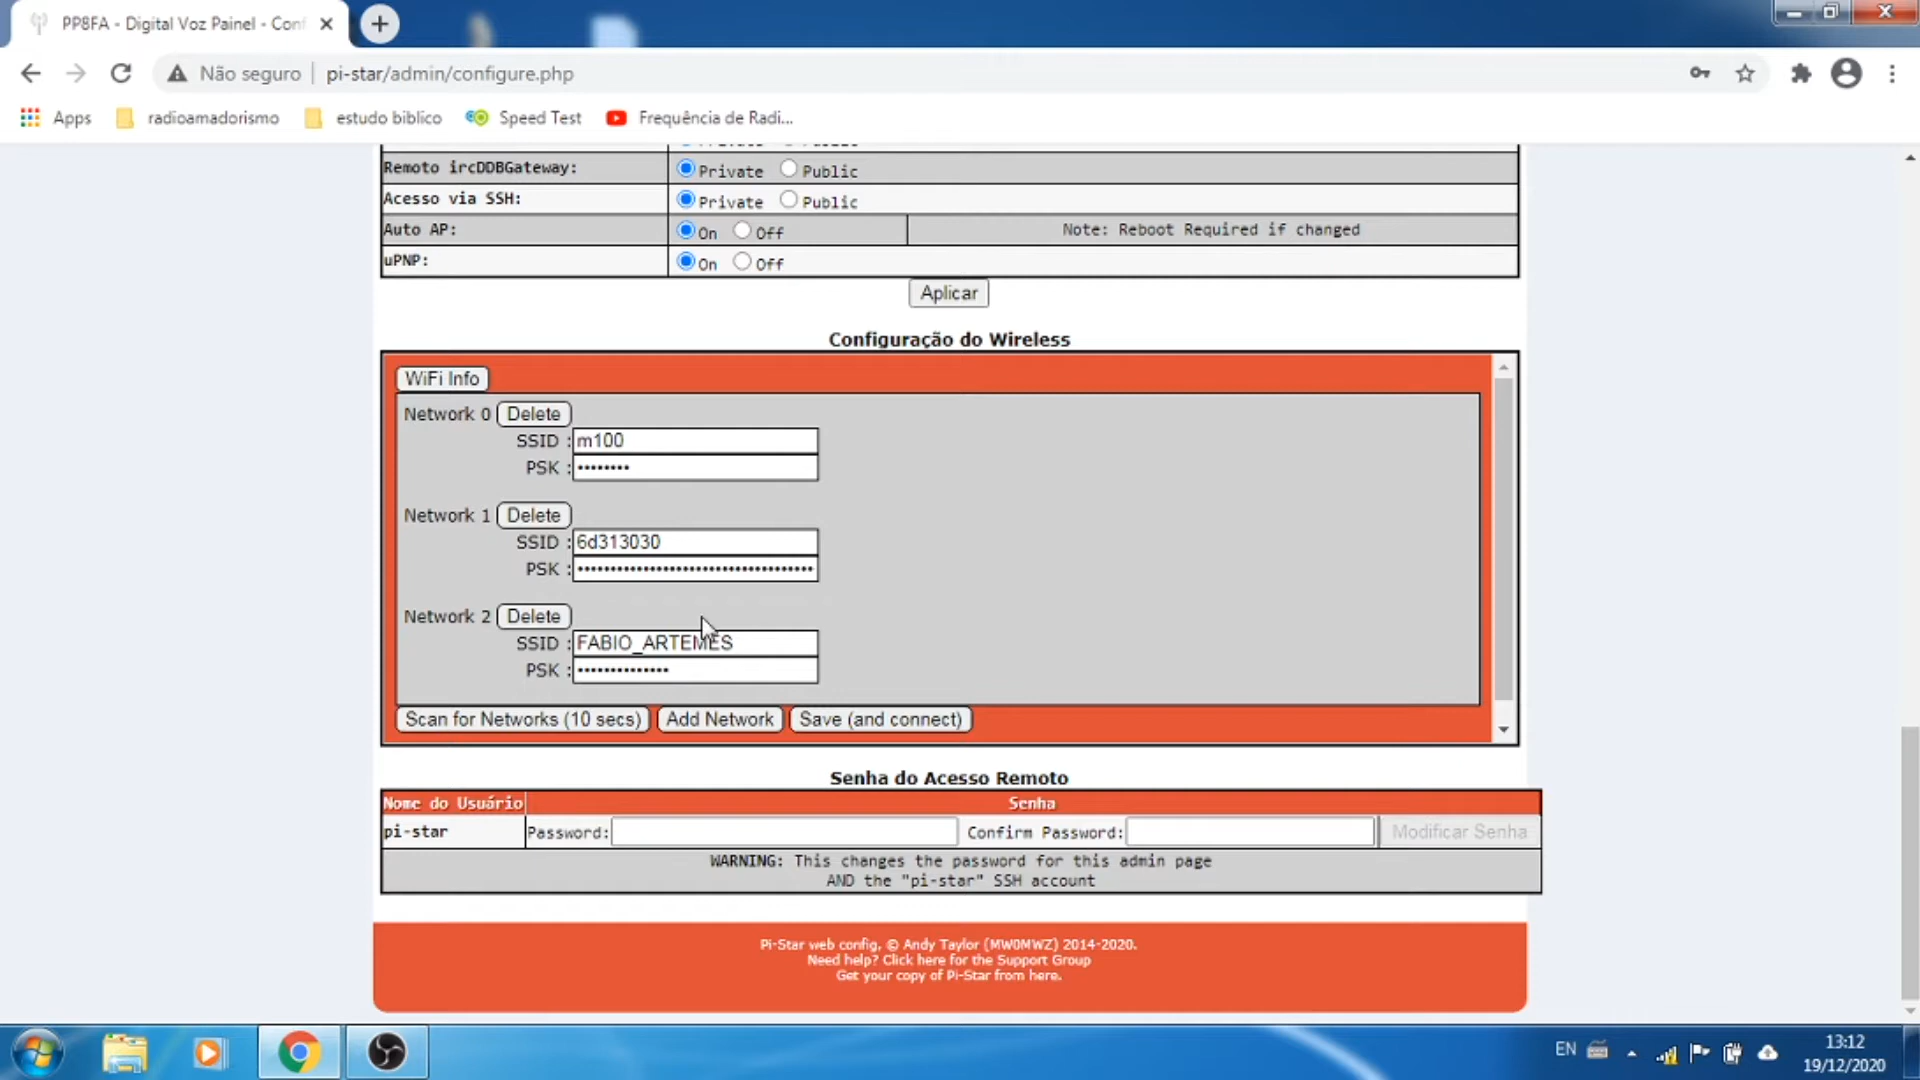 PP8FA - Digital Voz Painel - Conf
Não seguro
pi-star/admin/configure.php
Apps
radioamadorismo
estudo biblico
Speed Test
Frequência de Radi...
Remoto ircDDBGateway:
Private
Public
Acesso via SSH:
Private
Public
Auto AP:
On
Off
Note: Reboot Required if changed
uPNP:
On
Off
Aplicar
Configuração do Wireless
WiFi Info
Network 0
Delete
SSID :
m100
PSK :
••••••••
Network 1
Delete
SSID :
6d313030
PSK :
Network 2
Delete
SSID :
FABIO_ARTEMES
PSK :
••••••••••••••
Scan for Networks (10 secs)
Add Network
Save (and connect)
Senha do Acesso Remoto
Nome do Usuário
Senha
pi-star
Password:
Confirm Password:
Modificar Senha
WARNING: This changes the password for this admin page
AND the "pi-star" SSH account
Pi-Star web config, © Andy Taylor (MW0MWZ) 2014-2020.
Need help? Click here for the Support Group
Get your copy of Pi-Star from here.
EN
13:12
19/12/2020